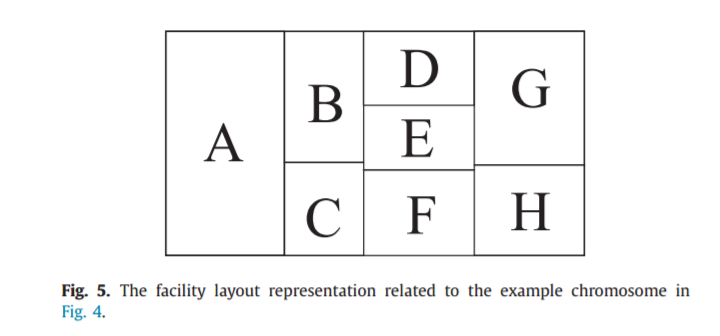 A
B
C
D
E
F
G
H
Fig. 5. The facility layout representation related to the example chromosome in
Fig. 4.